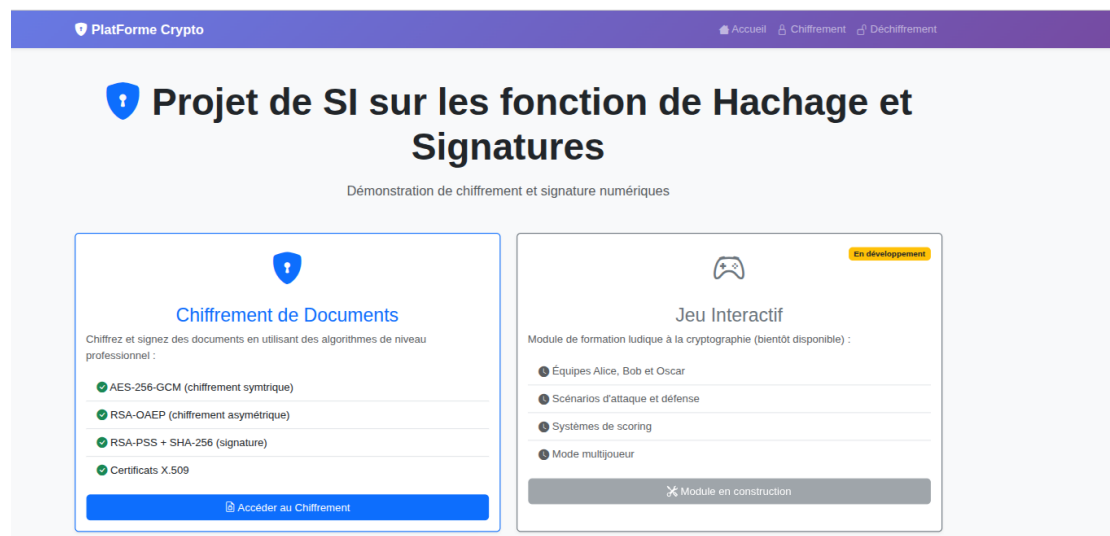 PlatForme Crypto
Accueil Chiffrement Déchiffrement
Projet de SI sur les fonction de Hachage et
Signatures
Démonstration de chiffrement et signature numériques
Chiffrement de Documents
Chiffrez et signez des documents en utilisant des algorithmes de niveau
professionnel :
AES-256-GCM (chiffrement symtrique)
RSA-OAEP (chiffrement asymétrique)
RSA-PSS + SHA-256 (signature)
Certificats X.509
Accéder au Chiffrement
En développement
Jeu Interactif
Module de formation ludique à la cryptographie (bientôt disponible) :
Équipes Alice, Bob et Oscar
Scénarios d'attaque et défense
Systèmes de scoring
Mode multijoueur
Module en construction